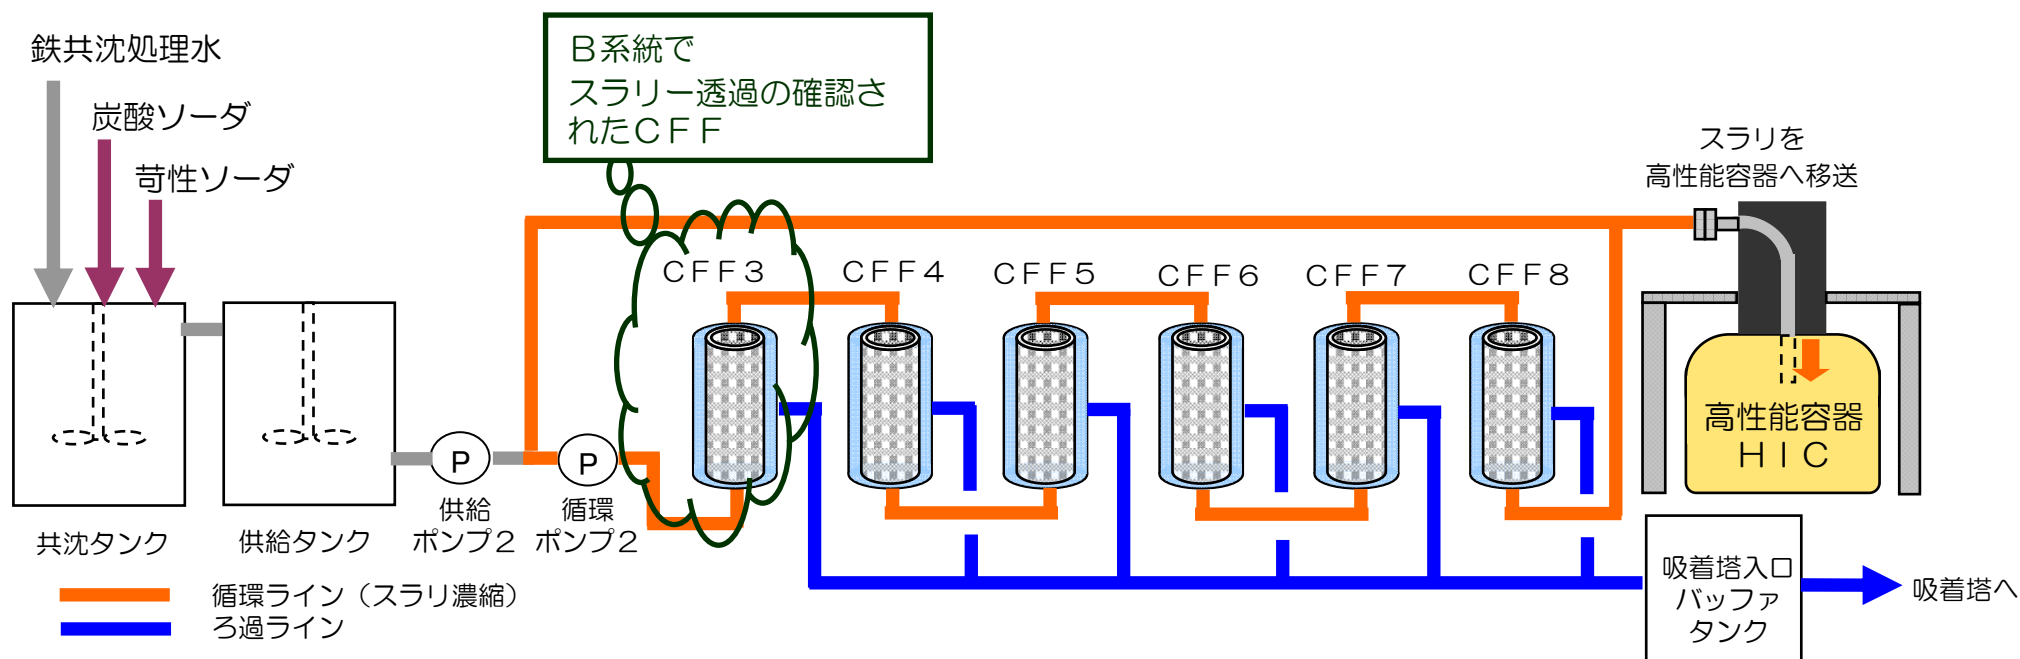 鉄共沈処理水
炭酸ソーダ
苛性ソーダ
B系統で
スラリー透過の確認さ
れたCFF
スラリを
高性能容器へ移送
CFF3
CFF4
CFF5
CFF6
CFF7
CFF8
高性能容器
HIC
P
P
供給
ポンプ2
循環
ポンプ2
共沈タンク
供給タンク
吸着塔入口
バッファ
タンク
吸着塔へ
循環ライン(スラリ濃縮)
ろ過ライン